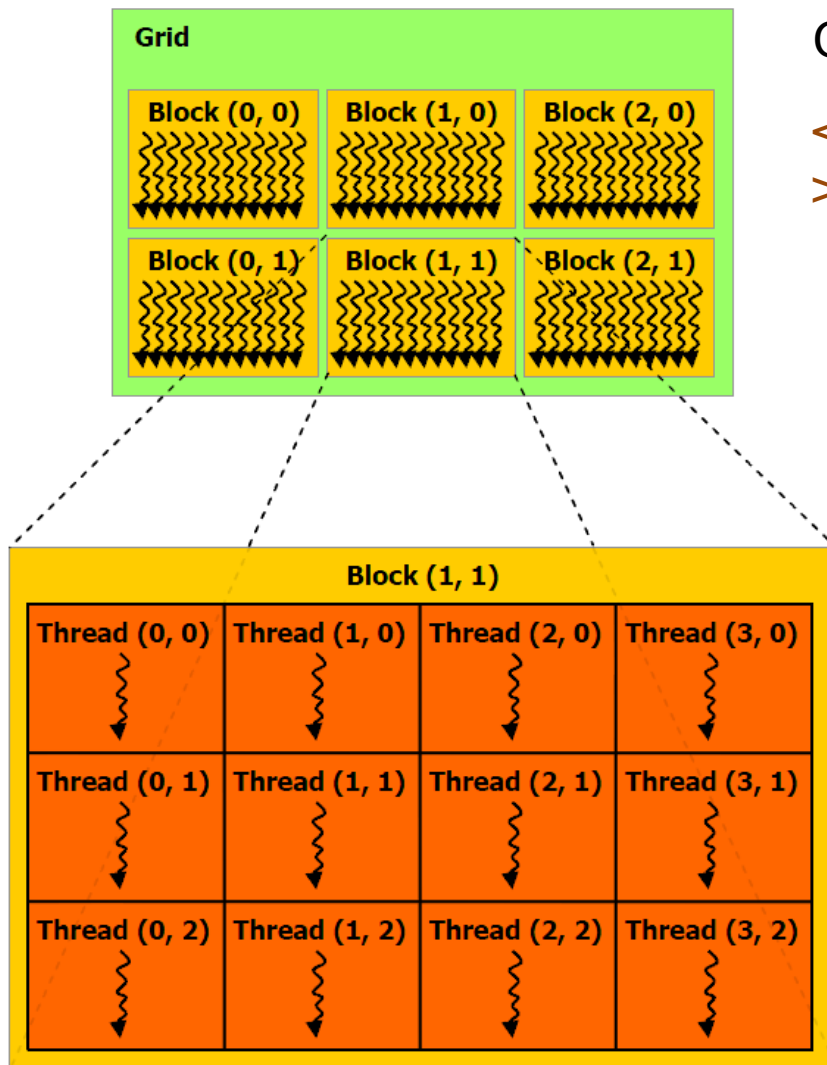 Grid
Block (0, 0) Block (1, 0) Block (2, 0)
Block (0, 1) Block (1, 1) Block (2, 1)
<
>
Block (1, 1)
Thread (0, 0) Thread (1, 0) Thread (2, 0) Thread (3, 0)
Thread (0, 1) Thread (1, 1) Thread (2, 1) Thread (3, 1)
Thread (0, 2) Thread (1, 2) Thread (2, 2) Thread (3, 2)